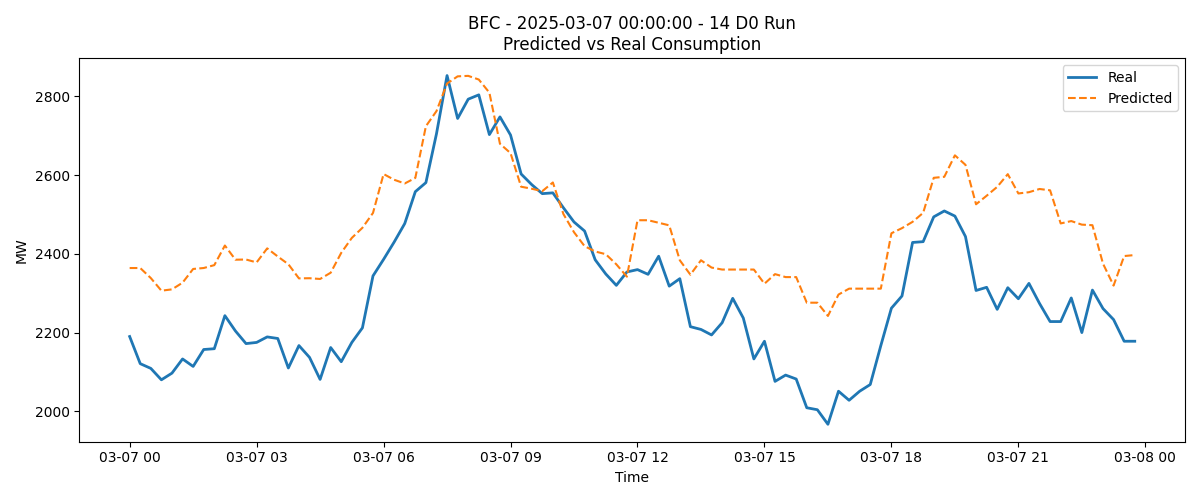 BFC - 2025-03-07 00:00:00 - 14 D0 Run
Predicted vs Real Consumption
Real
Predicted
MW
2800
2600
2400
2200
2000
03-07 00
03-07 03
03-07 06
03-07 09
03-07 12
03-07 15
03-07 18
03-07 21
03-08 00
Time